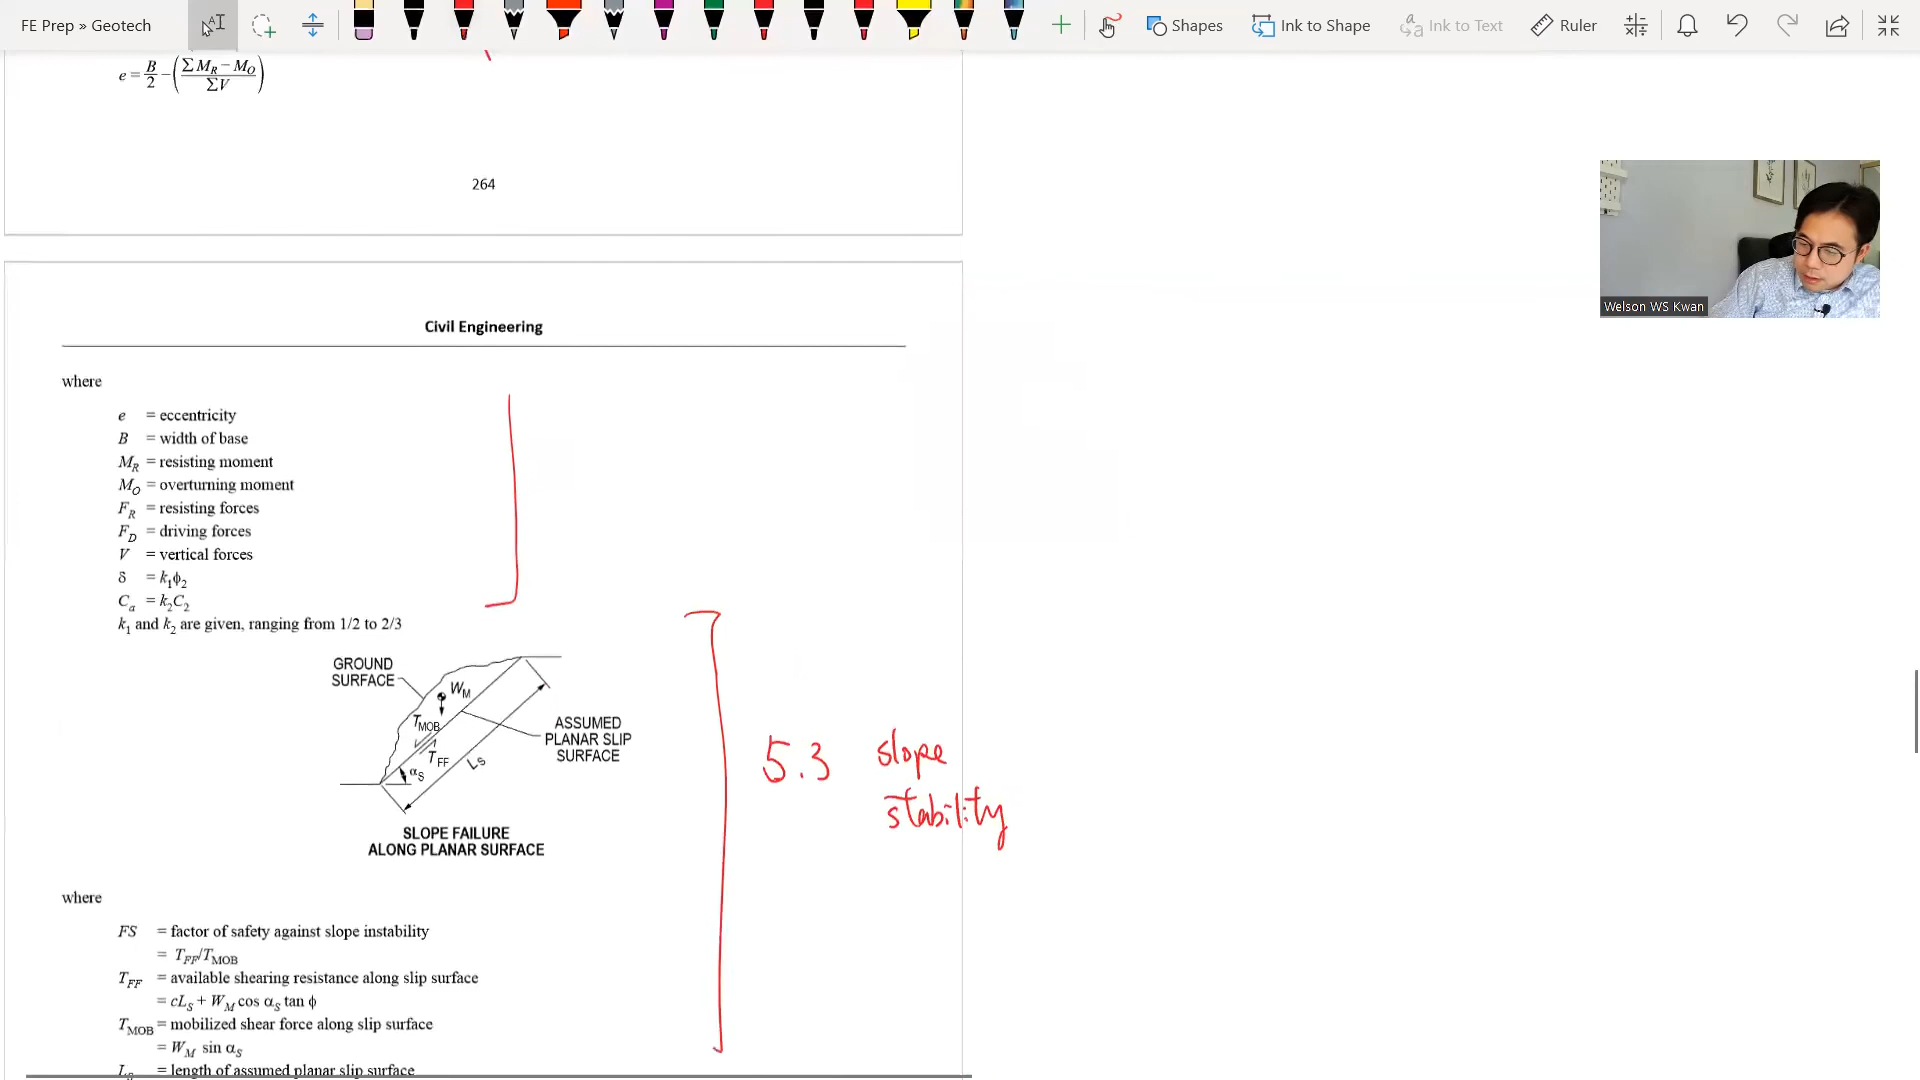 FE Prep » Geotech
Shapes
Ink to Shape
Ink to Text
Ruler
e = B/2 − (ΣM_R − M_O / ΣV)
264
Civil Engineering
where
e = eccentricity
B = width of base
M_R = resisting moment
M_O = overturning moment
F_R = resisting forces
F_D = driving forces
V = vertical forces
δ = k_1ϕ_2
C_a = k_2C_2
k_1 and k_2 are given, ranging from 1/2 to 2/3
GROUND
SURFACE
W_M
T_MOB
T_FF
α_S
L_S
ASSUMED
PLANAR SLIP
SURFACE
SLOPE FAILURE
ALONG PLANAR SURFACE
5.3 slope
stability
where
FS = factor of safety against slope instability
= T_FF/T_MOB
T_FF = available shearing resistance along slip surface
= cL_S + W_M cos α_S tan ϕ
T_MOB = mobilized shear force along slip surface
= W_M sin α_S
L_S = length of assumed planar slip surface
Welson WS Kwan